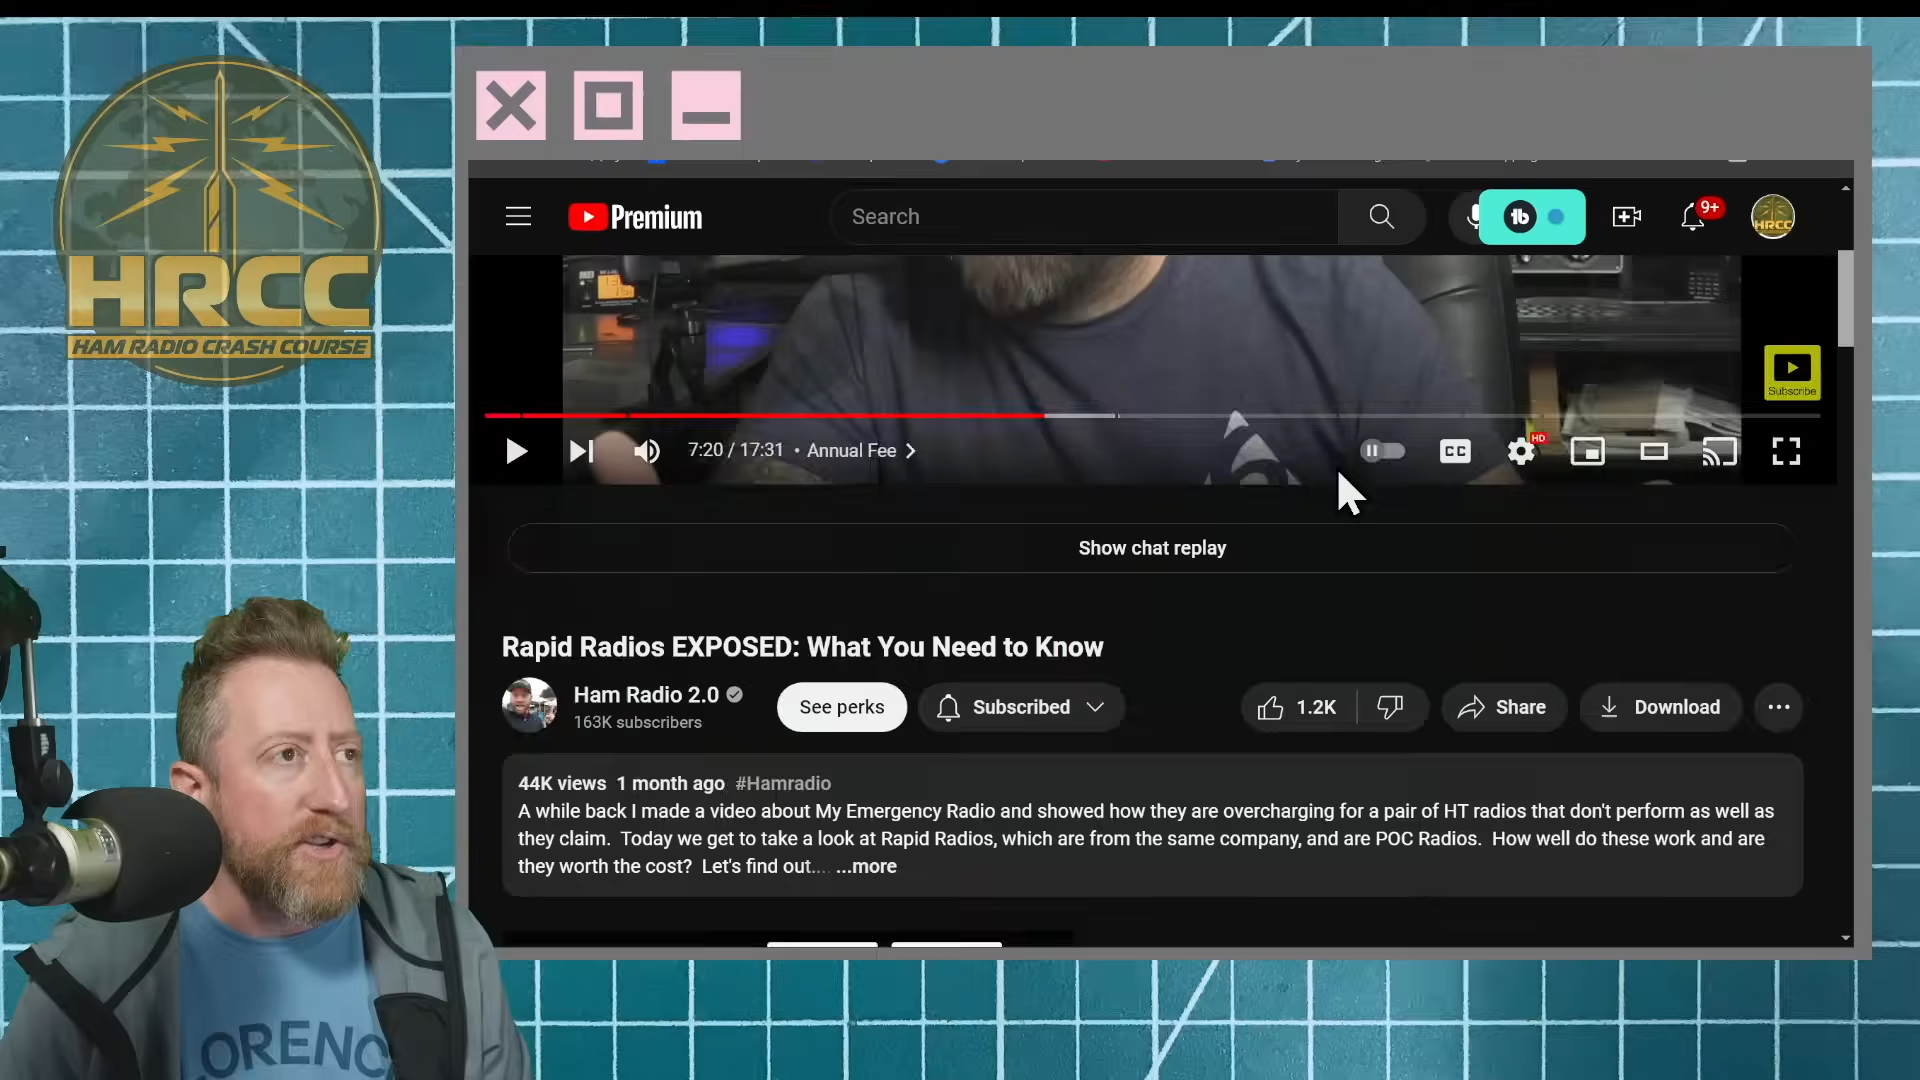 HRCC
HAM RADIO CRASH COURSE
Premium
Search
9+
HRCC
Subscribe
7:20 / 17:31 • Annual Fee
CC
HD
Show chat replay
Rapid Radios EXPOSED: What You Need to Know
Ham Radio 2.0
163K subscribers
See perks
Subscribed
1.2K
Share
Download
44K views 1 month ago #Hamradio
A while back I made a video about My Emergency Radio and showed how they are overcharging for a pair of HT radios that don't perform as well as
they claim. Today we get to take a look at Rapid Radios, which are from the same company, and are POC Radios. How well do these work and are
they worth the cost? Let's find out.... ...more
ORENC